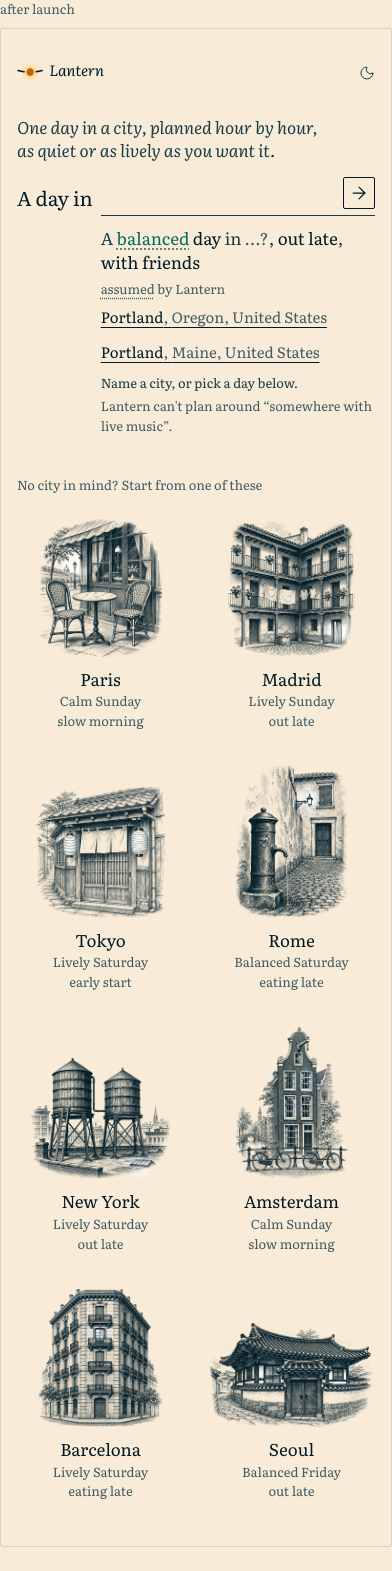 after launch
Lantern
One day in a city, planned hour by hour,
as quiet or as lively as you want it.
A day in
A balanced day in …?, out late,
with friends
assumed by Lantern
Portland, Oregon, United States
Portland, Maine, United States
Name a city, or pick a day below.
Lantern can't plan around “somewhere with
live music”.
No city in mind? Start from one of these
Paris
Calm Sunday
slow morning
Madrid
Lively Sunday
out late
Tokyo
Lively Saturday
early start
Rome
Balanced Saturday
eating late
New York
Lively Saturday
out late
Amsterdam
Calm Sunday
slow morning
Barcelona
Lively Saturday
eating late
Seoul
Balanced Friday
out late